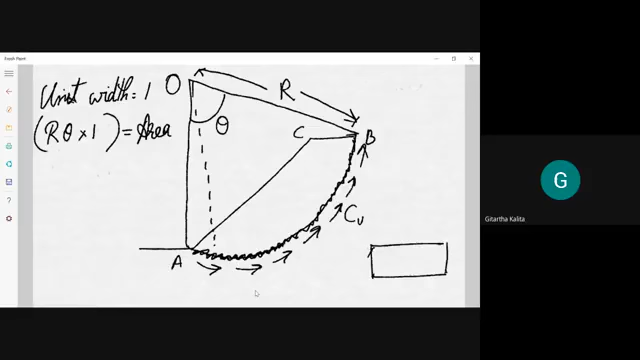 Fresh Paint
Unit width = 1
(Rθ × 1) = Area
O
R
θ
C
B
Cu
A
G
Gitartha Kalita